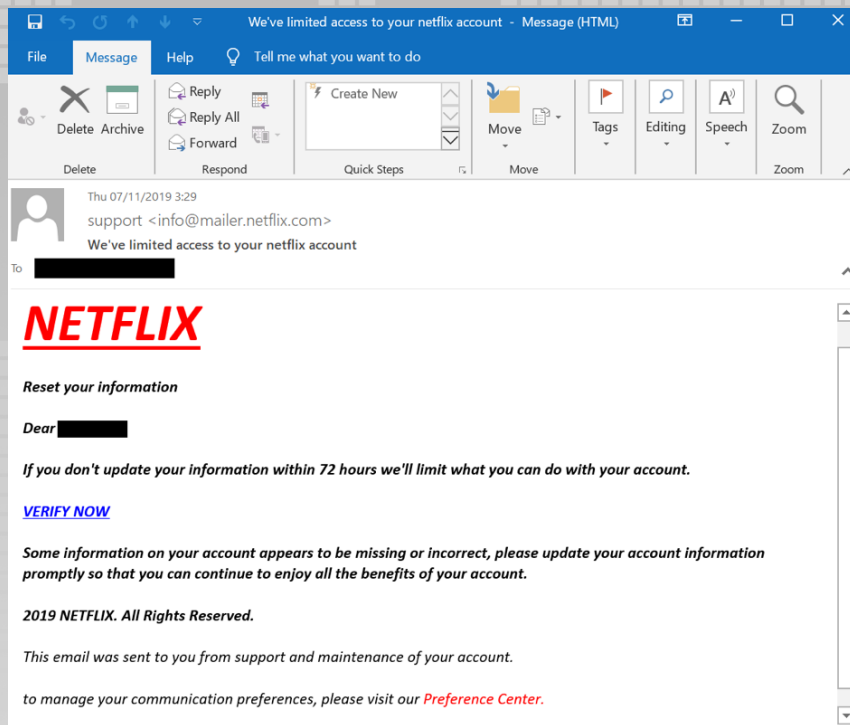 We've limited access to your netflix account - Message (HTML)
File Message Help Tell me what you want to do
Delete Archive
Reply
Reply All
Forward
Create New
Move
Tags
Editing
Speech
Zoom
Delete Respond Quick Steps Move Zoom
Thu 07/11/2019 3:29
support <info@mailer.netflix.com>
We've limited access to your netflix account
To
NETFLIX
Reset your information
Dear
If you don't update your information within 72 hours we'll limit what you can do with your account.
VERIFY NOW
Some information on your account appears to be missing or incorrect, please update your account information
promptly so that you can continue to enjoy all the benefits of your account.
2019 NETFLIX. All Rights Reserved.
This email was sent to you from support and maintenance of your account.
to manage your communication preferences, please visit our Preference Center.